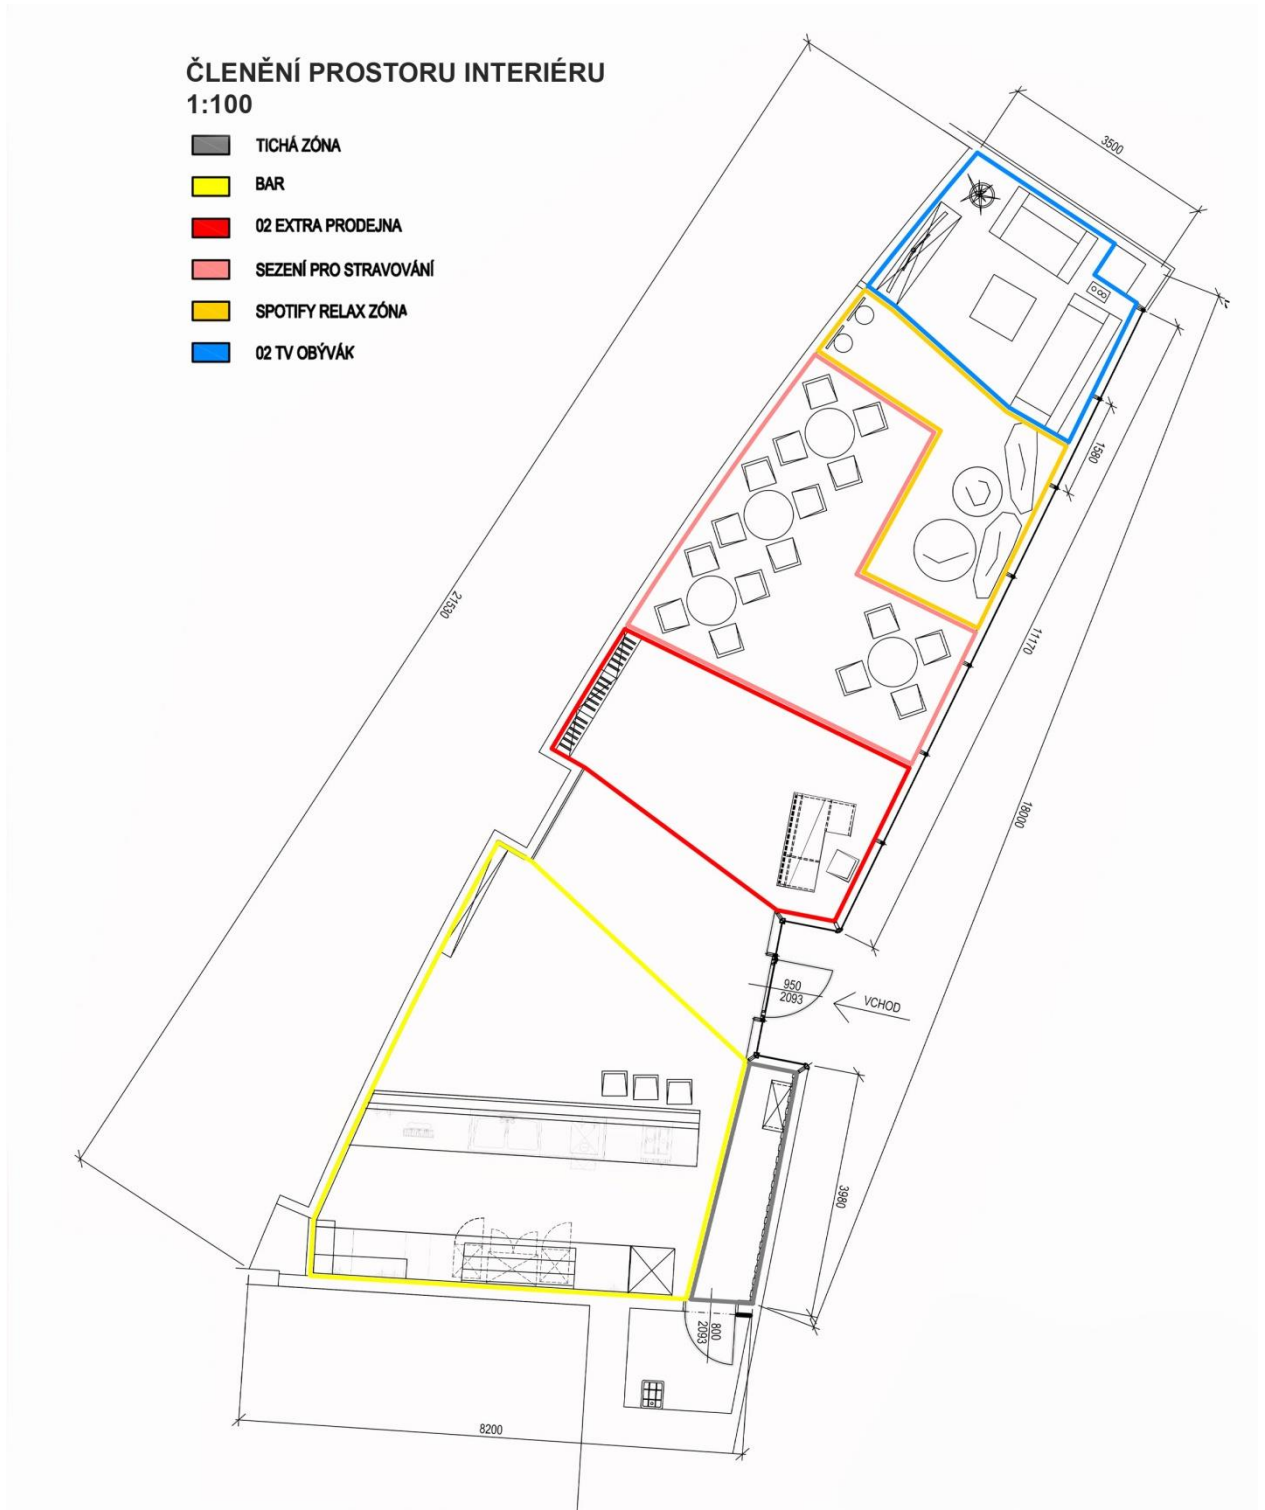 ČLENĚNÍ PROSTORU INTERIÉRU
1:100
TICHÁ ZÓNA
BAR
02 EXTRA PRODEJNA
SEZENÍ PRO STRAVOVÁNÍ
SPOTIFY RELAX ZÓNA
02 TV OBÝVÁK
3500
1580
21530
11170
18000
950
2093
VCHOD
3980
800
2093
8200